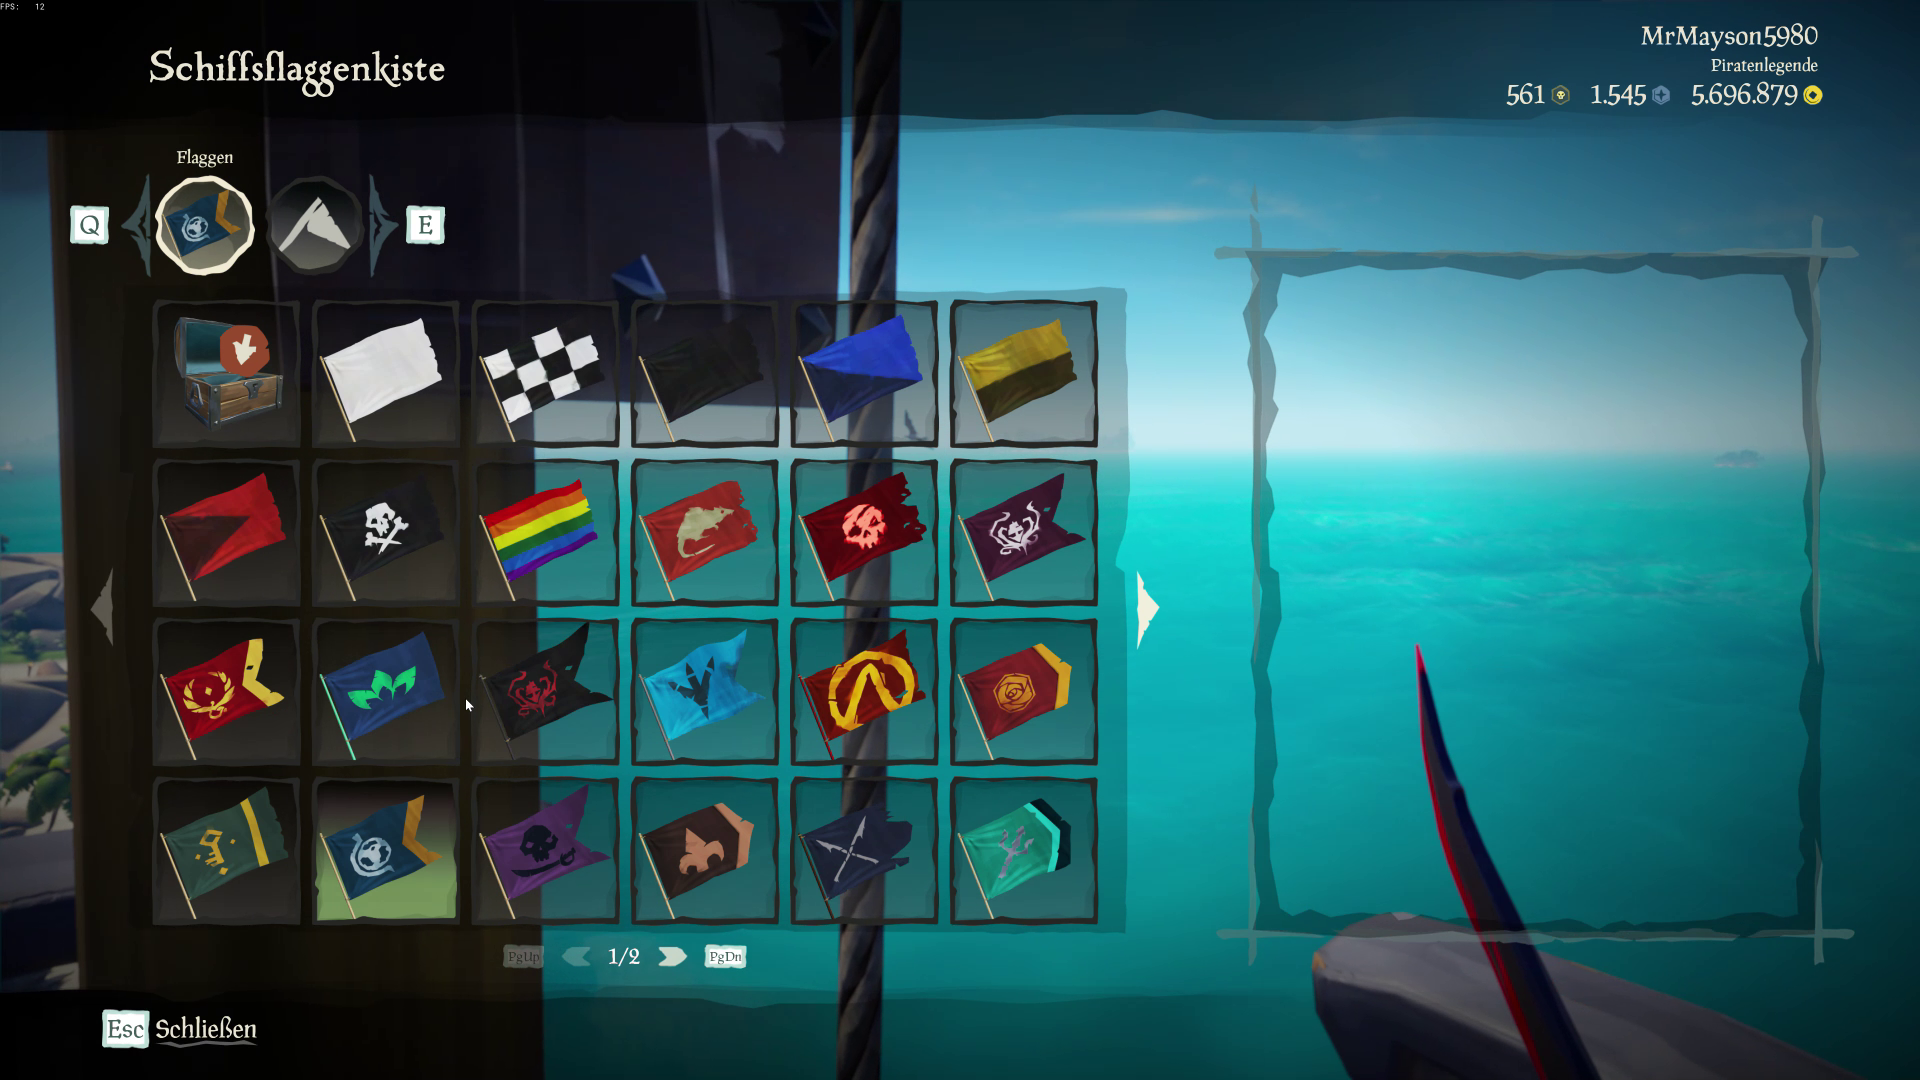 FPS: 12
Schiffsflaggenkiste
MrMayson5980
Piratenlegende
561 1.545 5.696.879
Flaggen
Q E
PgUp 1/2 PgDn
Esc Schließen